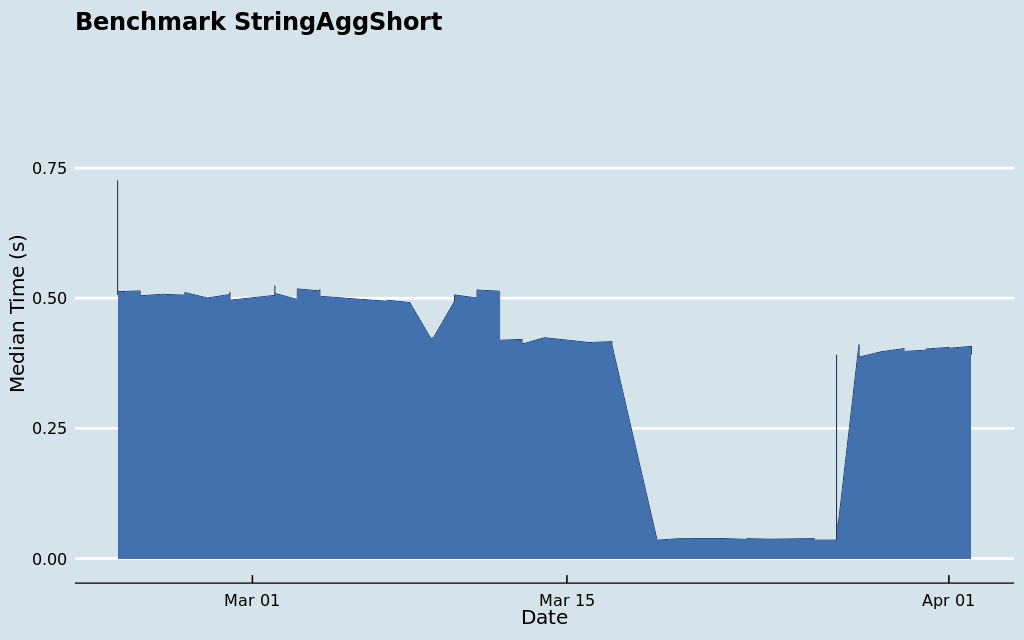 Benchmark StringAggShort
Median Time (s)
0.75
0.50
0.25
0.00
Mar 01
Mar 15
Apr 01
Date